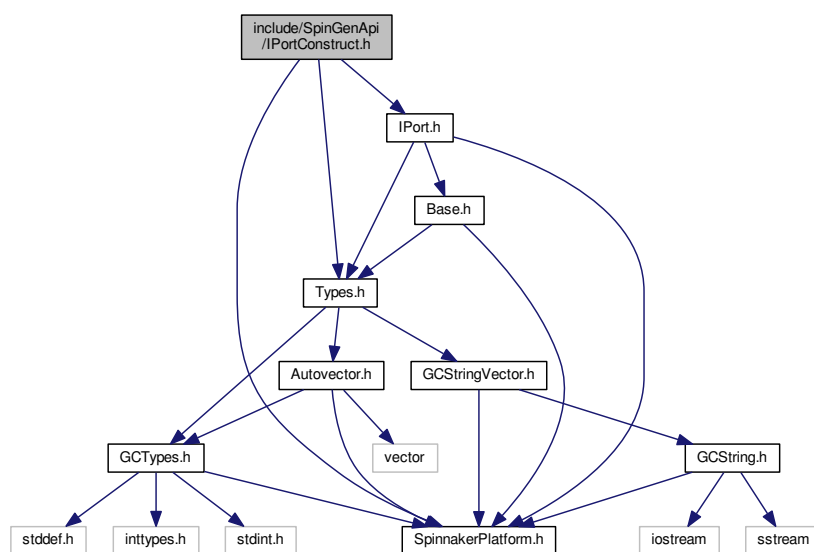 include/SpinGenApi
/IPortConstruct.h
IPort.h
Base.h
Types.h
Autovector.h
GCStringVector.h
GCTypes.h
vector
GCString.h
stddef.h
inttypes.h
stdint.h
SpinnakerPlatform.h
iostream
sstream